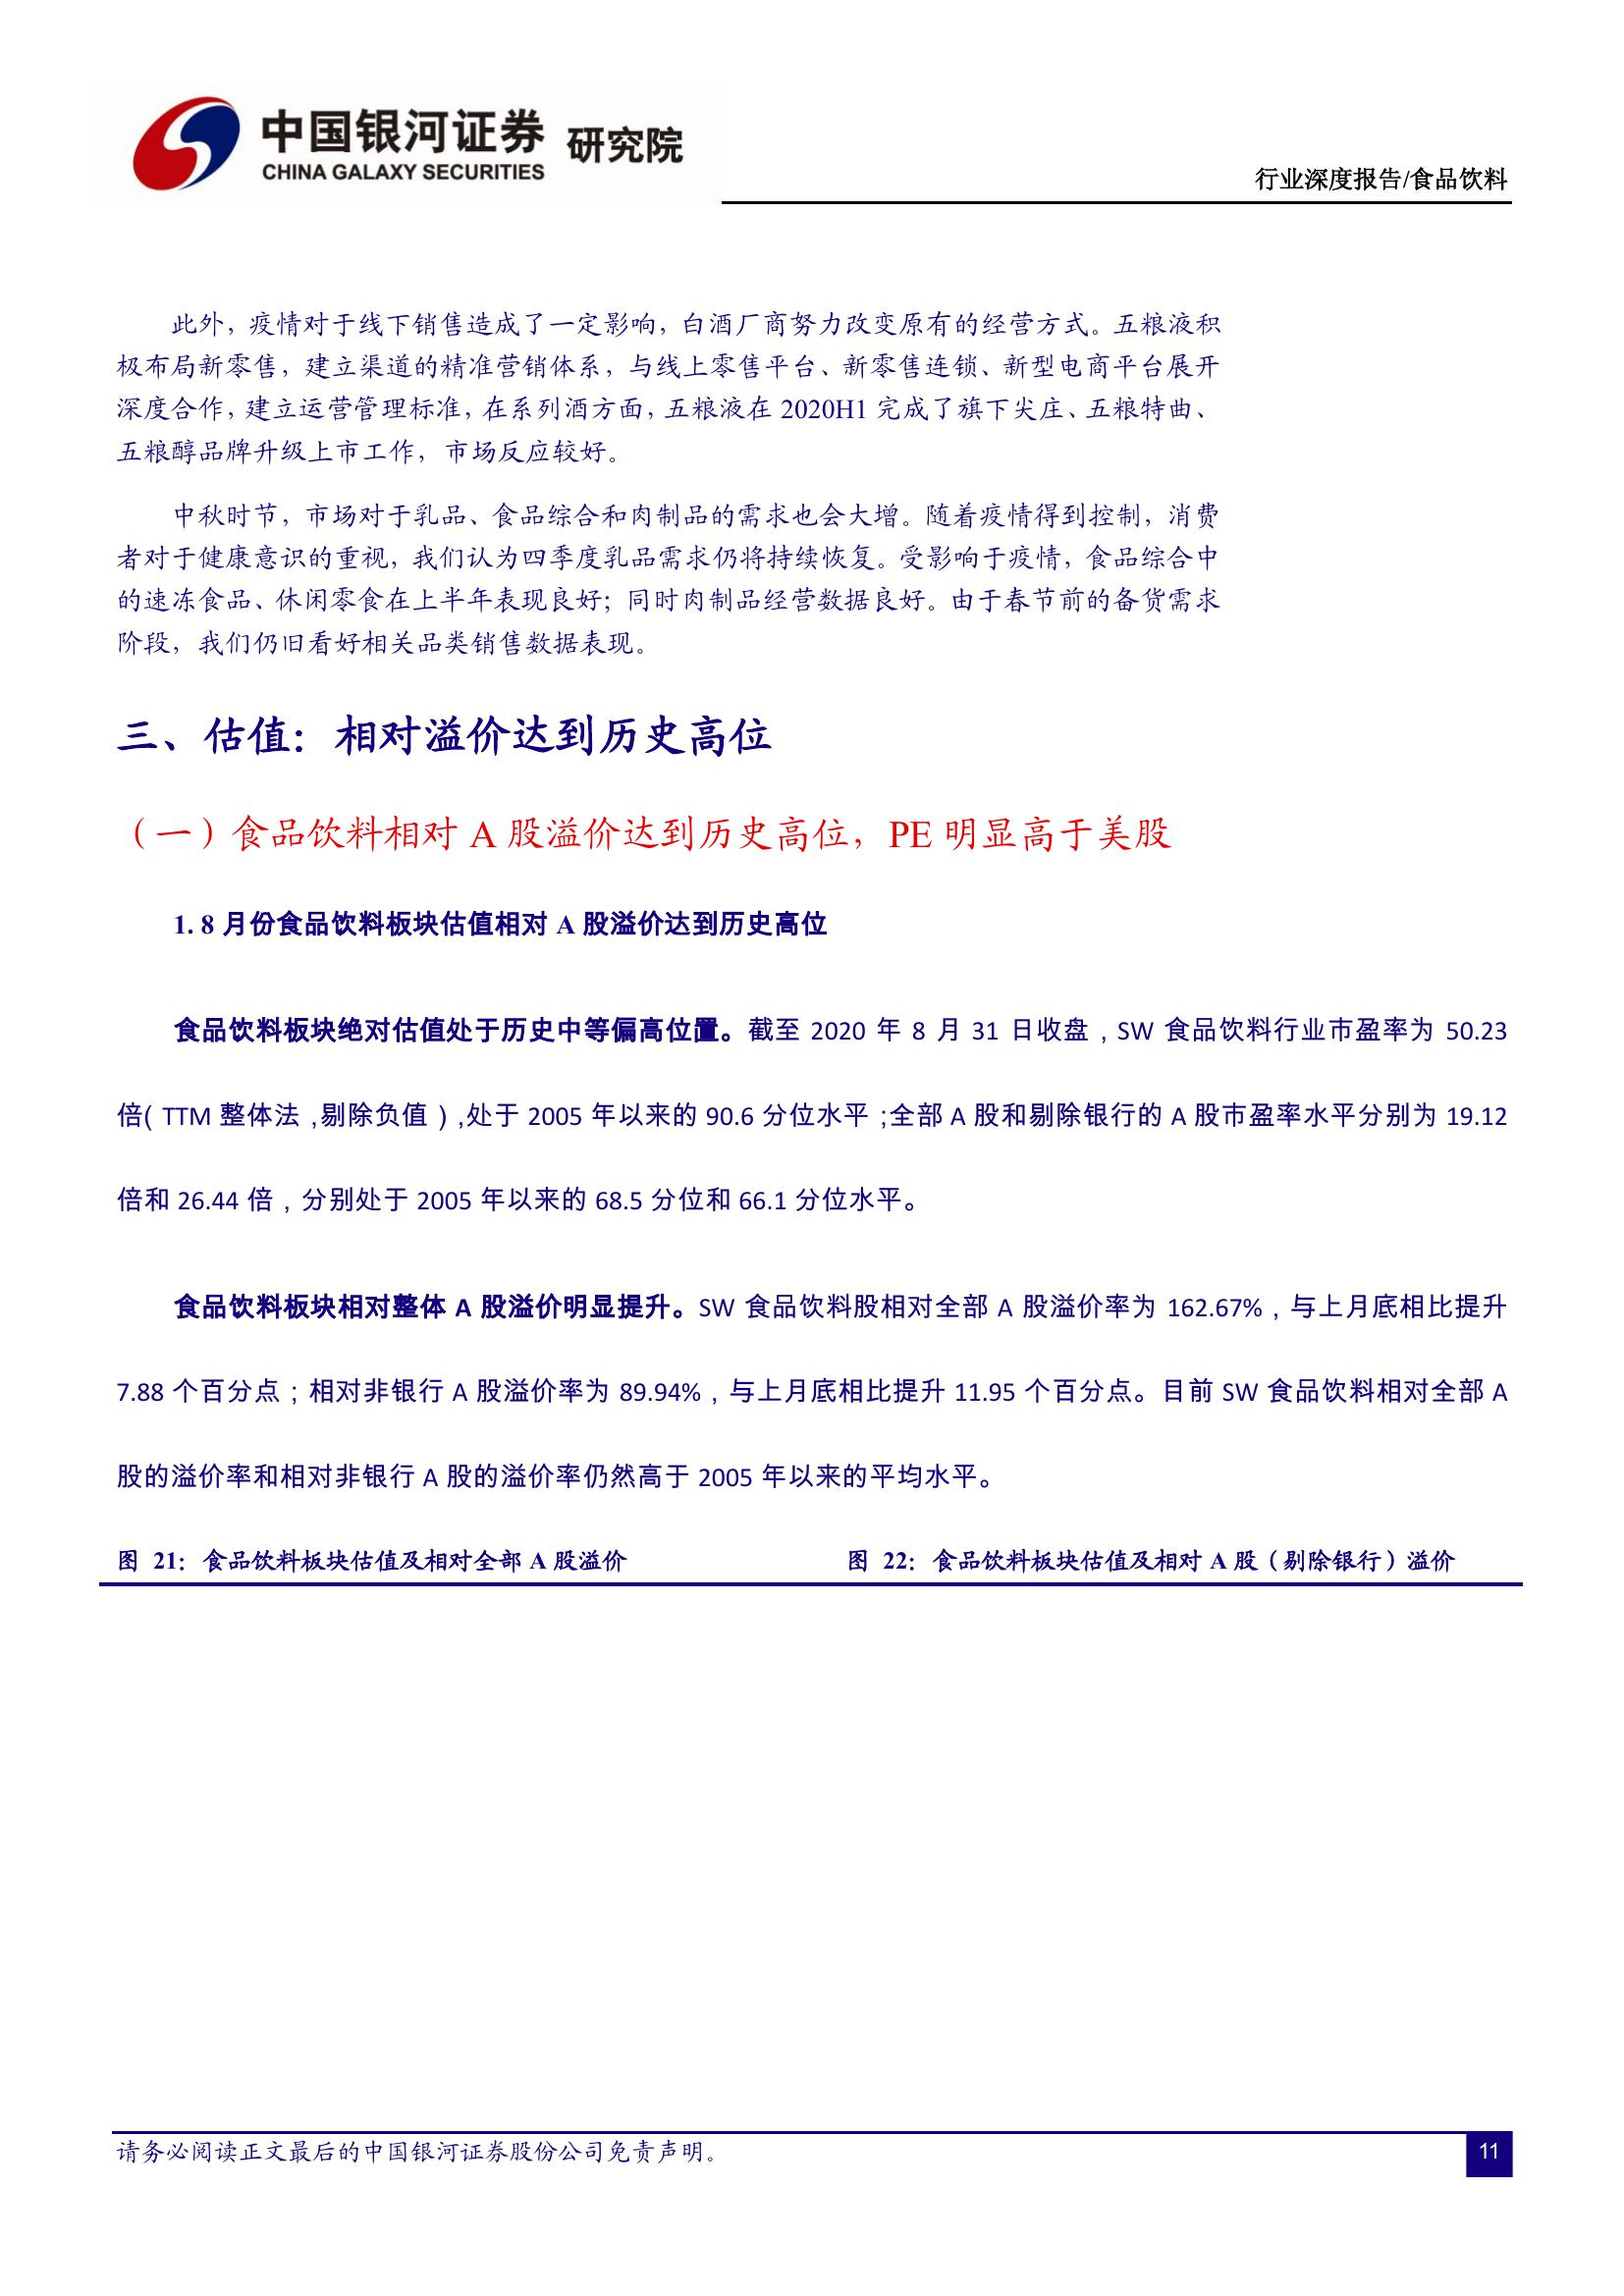 中国银河证券 研究院
CHINA GALAXY SECURITIES
行业深度报告/食品饮料
此外，疫情对于线下销售造成了一定影响，白酒厂商努力改变原有的经营方式。五粮液积
极布局新零售，建立渠道的精准营销体系，与线上零售平台、新零售连锁、新型电商平台展开
深度合作，建立运营管理标准，在系列酒方面，五粮液在 2020H1 完成了旗下尖庄、五粮特曲、
五粮醇品牌升级上市工作，市场反应较好。
中秋时节，市场对于乳品、食品综合和肉制品的需求也会大增。随着疫情得到控制，消费
者对于健康意识的重视，我们认为四季度乳品需求仍将持续恢复。受影响于疫情，食品综合中
的速冻食品、休闲零食在上半年表现良好；同时肉制品经营数据良好。由于春节前的备货需求
阶段，我们仍旧看好相关品类销售数据表现。
三、估值：相对溢价达到历史高位
（一）食品饮料相对 A 股溢价达到历史高位，PE 明显高于美股
1. 8 月份食品饮料板块估值相对 A 股溢价达到历史高位
食品饮料板块绝对估值处于历史中等偏高位置。截至 2020 年 8 月 31 日收盘，SW 食品饮料行业市盈率为 50.23
倍（TTM 整体法，剔除负值），处于 2005 年以来的 90.6 分位水平；全部 A 股和剔除银行的 A 股市盈率水平分别为 19.12
倍和 26.44 倍，分别处于 2005 年以来的 68.5 分位和 66.1 分位水平。
食品饮料板块相对整体 A 股溢价明显提升。SW 食品饮料股相对全部 A 股溢价率为 162.67%，与上月底相比提升
7.88 个百分点；相对非银行 A 股溢价率为 89.94%，与上月底相比提升 11.95 个百分点。目前 SW 食品饮料相对全部 A
股的溢价率和相对非银行 A 股的溢价率仍然高于 2005 年以来的平均水平。
图 21：食品饮料板块估值及相对全部 A 股溢价
图 22：食品饮料板块估值及相对 A 股（剔除银行）溢价
请务必阅读正文最后的中国银河证券股份公司免责声明。
11